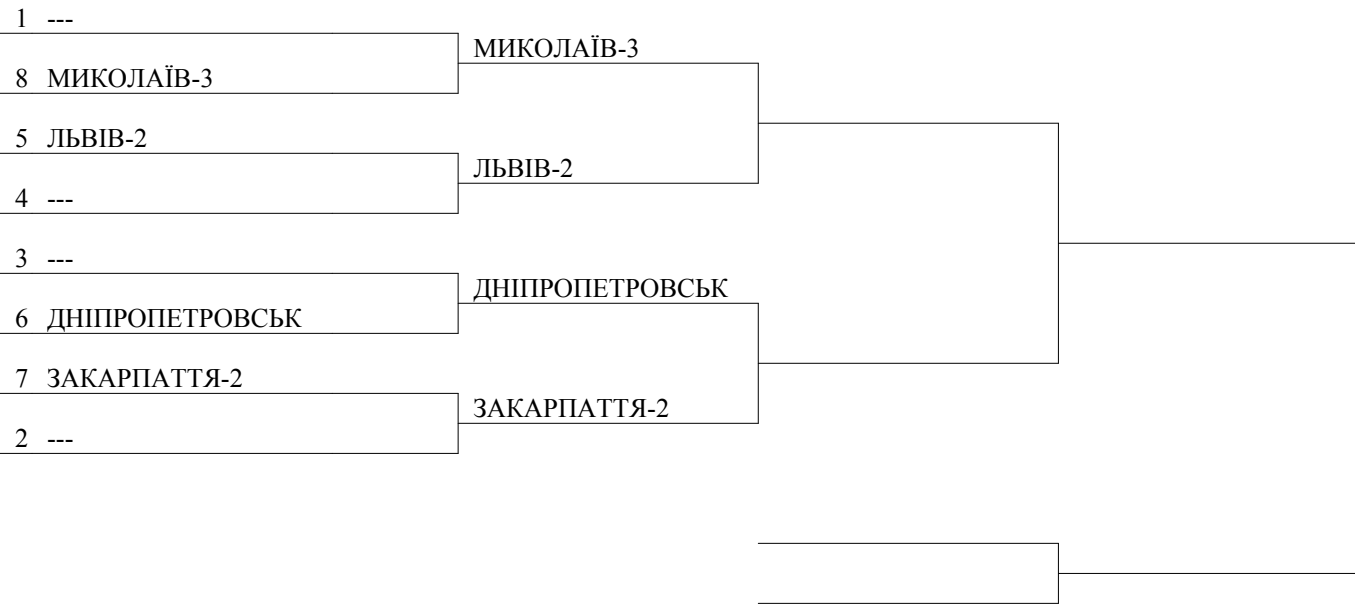 1 ---
МИКОЛАЇВ-3
8 МИКОЛАЇВ-3
5 ЛЬВІВ-2
ЛЬВІВ-2
4 ---
3 ---
ДНІПРОПЕТРОВСЬК
6 ДНІПРОПЕТРОВСЬК
7 ЗАКАРПАТТЯ-2
ЗАКАРПАТТЯ-2
2 ---